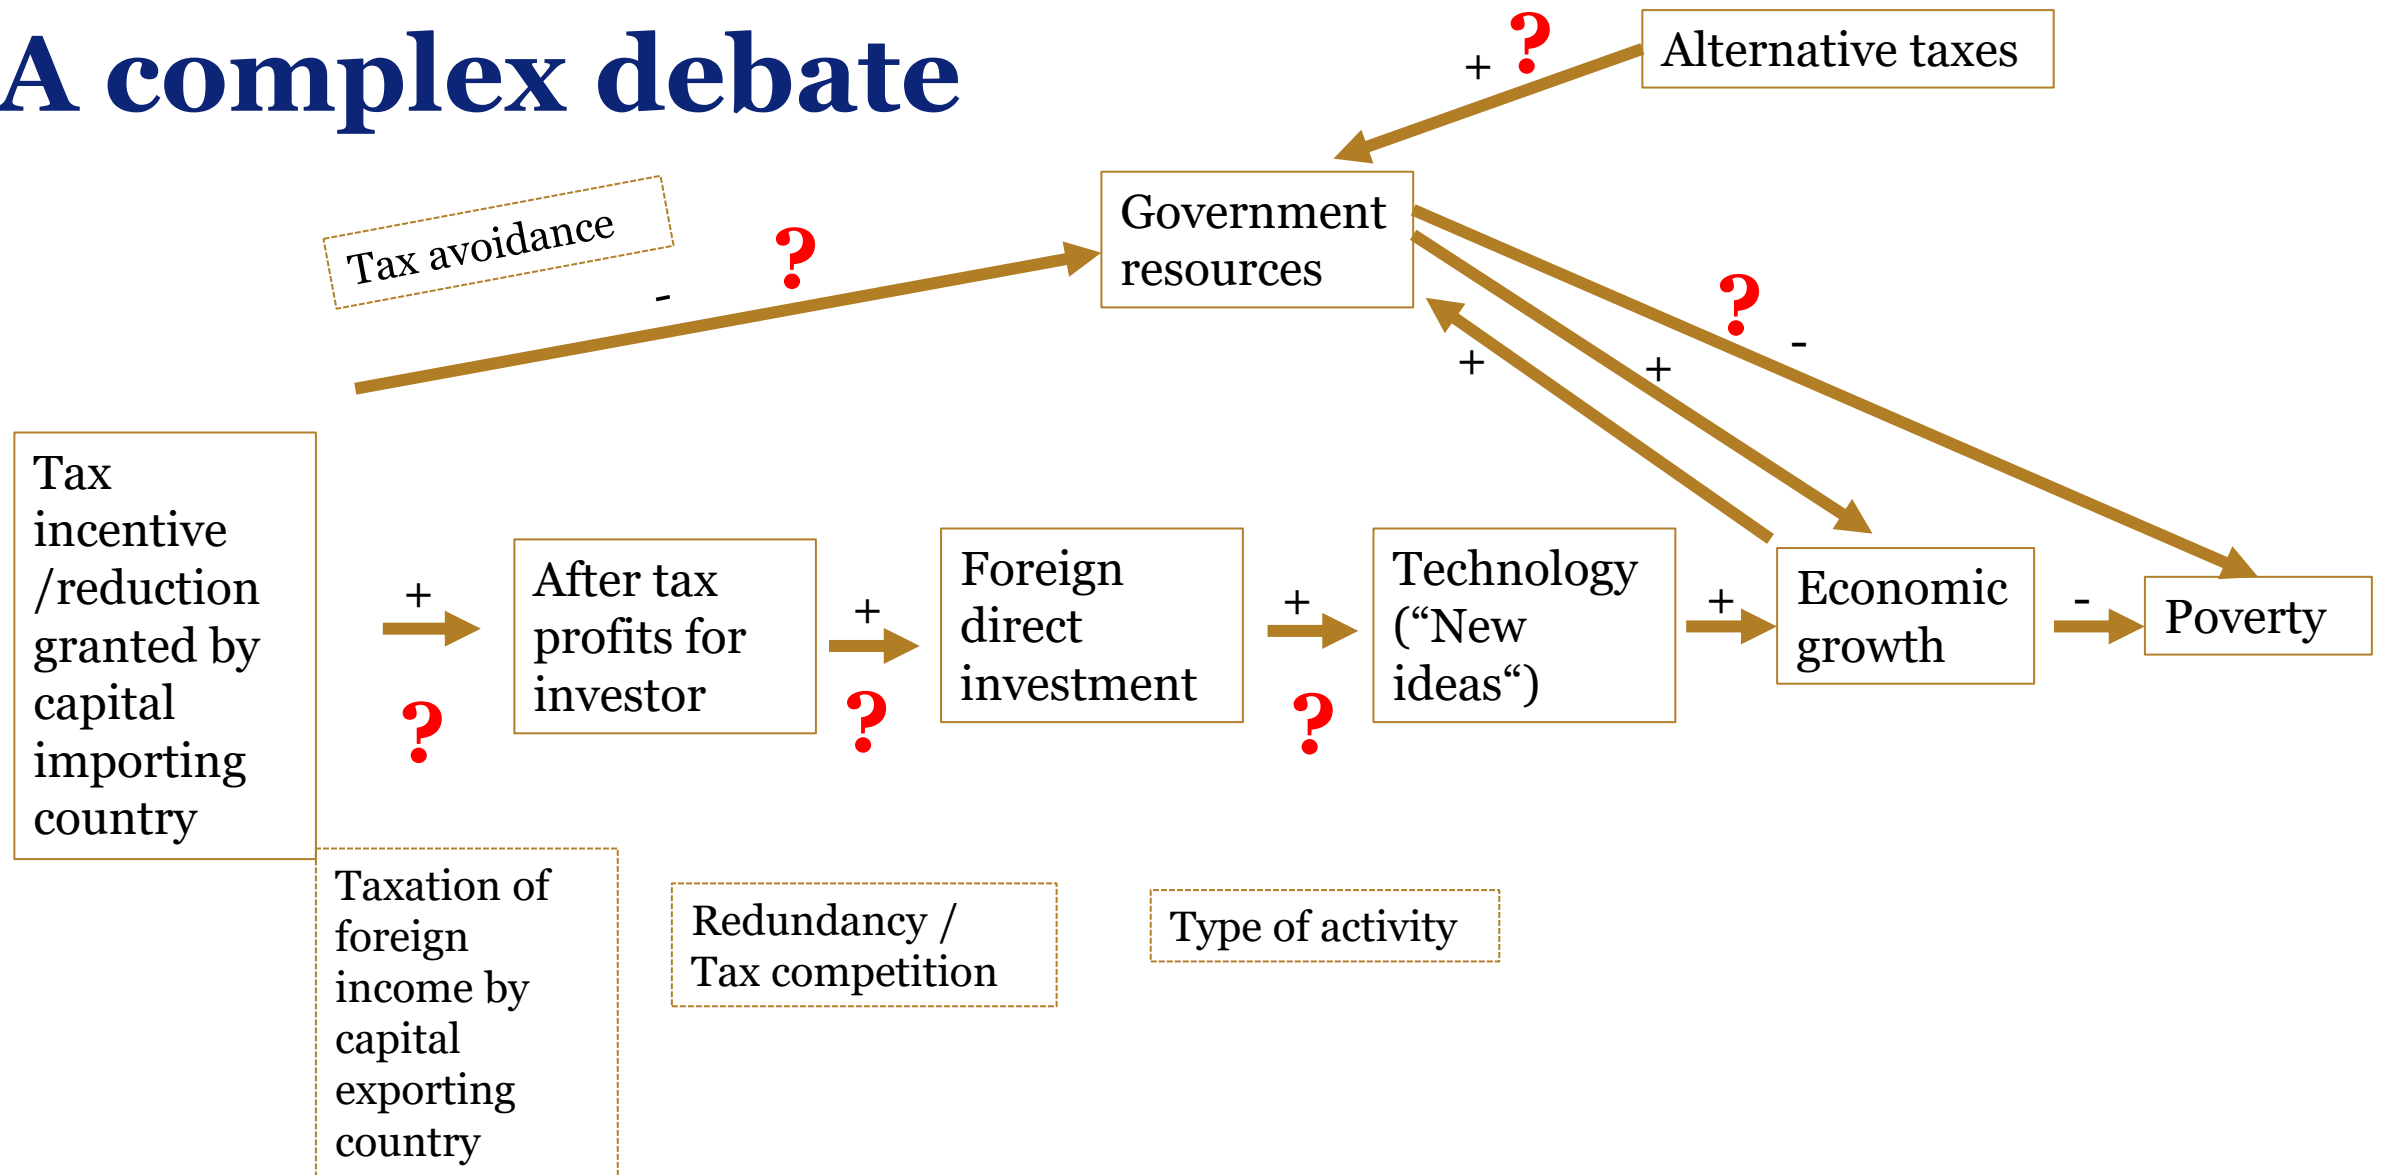 A complex debate
+ ?
Alternative taxes
Tax avoidance
- ?
Government
resources
?
-
+
+
Tax
incentive
/reduction
granted by
capital
importing
country
+
?
After tax
profits for
investor
+
?
Foreign
direct
investment
+
?
Technology
(“New
ideas“)
+
Economic
growth
-
Poverty
Taxation of
foreign
income by
capital
exporting
country
Redundancy /
Tax competition
Type of activity